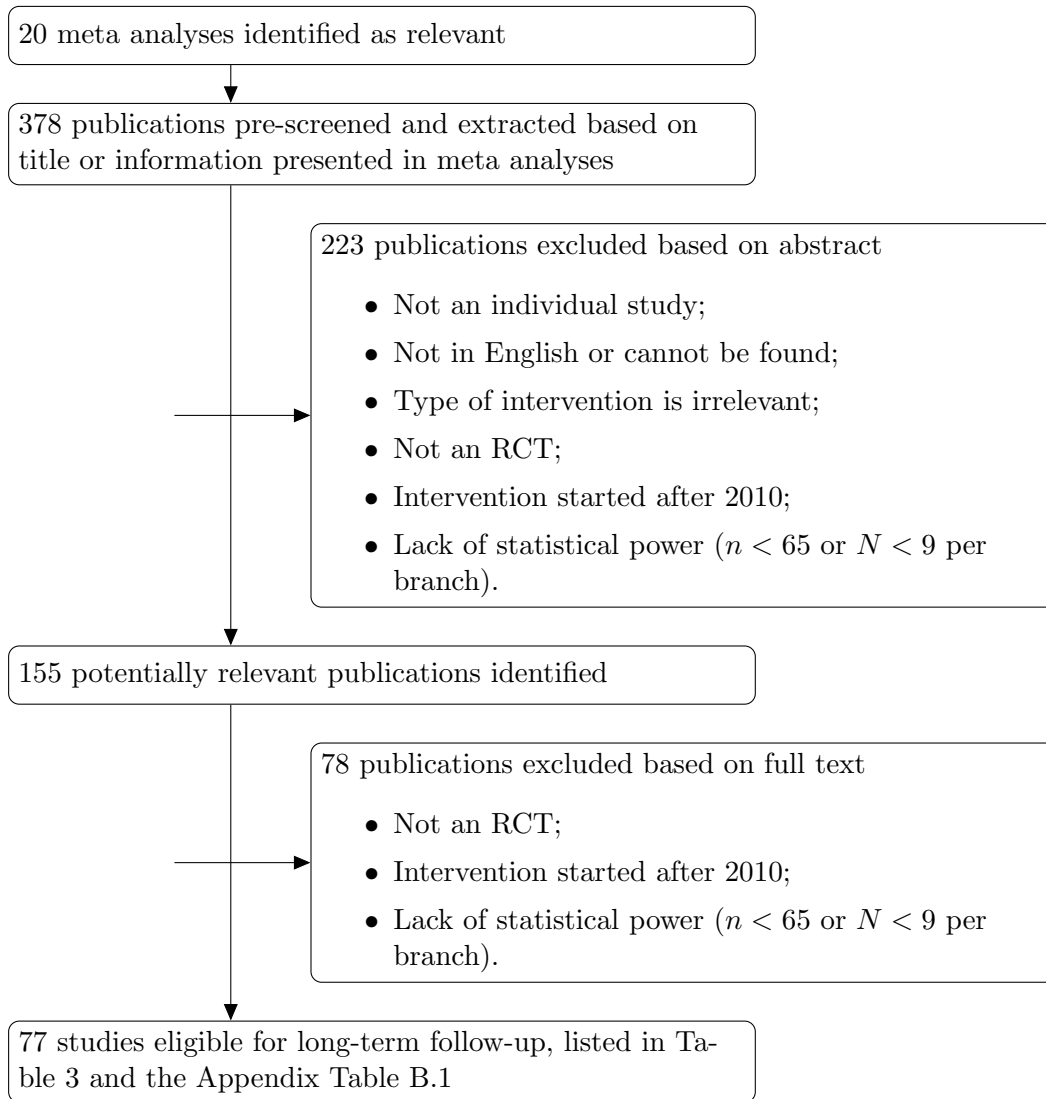 20 meta analyses identified as relevant
378 publications pre-screened and extracted based on
title or information presented in meta analyses
223 publications excluded based on abstract
• Not an individual study;
• Not in English or cannot be found;
• Type of intervention is irrelevant;
• Not an RCT;
• Intervention started after 2010;
• Lack of statistical power (n < 65 or N < 9 per
branch).
155 potentially relevant publications identified
78 publications excluded based on full text
• Not an RCT;
• Intervention started after 2010;
• Lack of statistical power (n < 65 or N < 9 per
branch).
77 studies eligible for long-term follow-up, listed in Ta-
ble 3 and the Appendix Table B.1